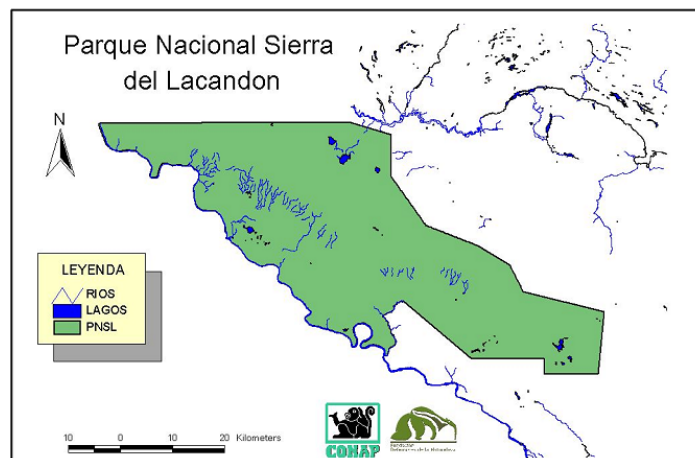 Parque Nacional Sierra
del Lacandon
N
LEYENDA
RIOS
LAGOS
PNSL
10 0 10 20 Kilometers
CONAP